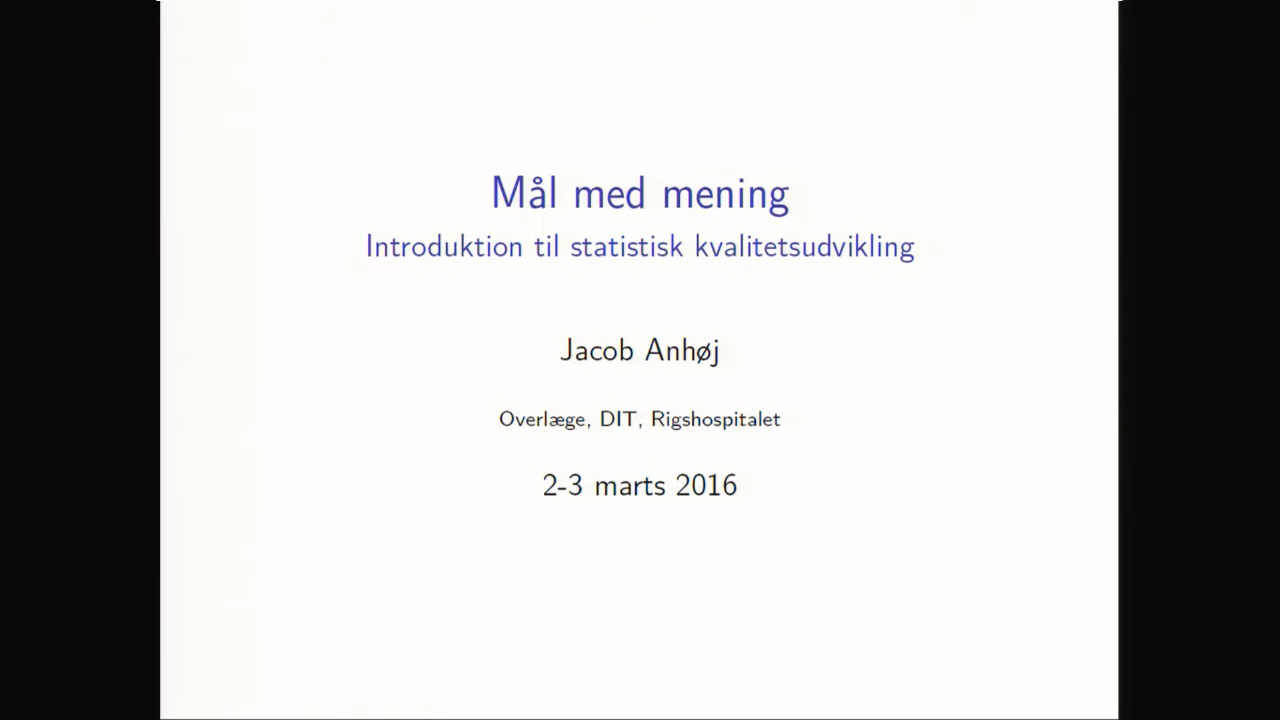 Mål med mening
Introduktion til statistisk kvalitetsudvikling
Jacob Anhøj
Overlæge, DIT, Rigshospitalet
2-3 marts 2016